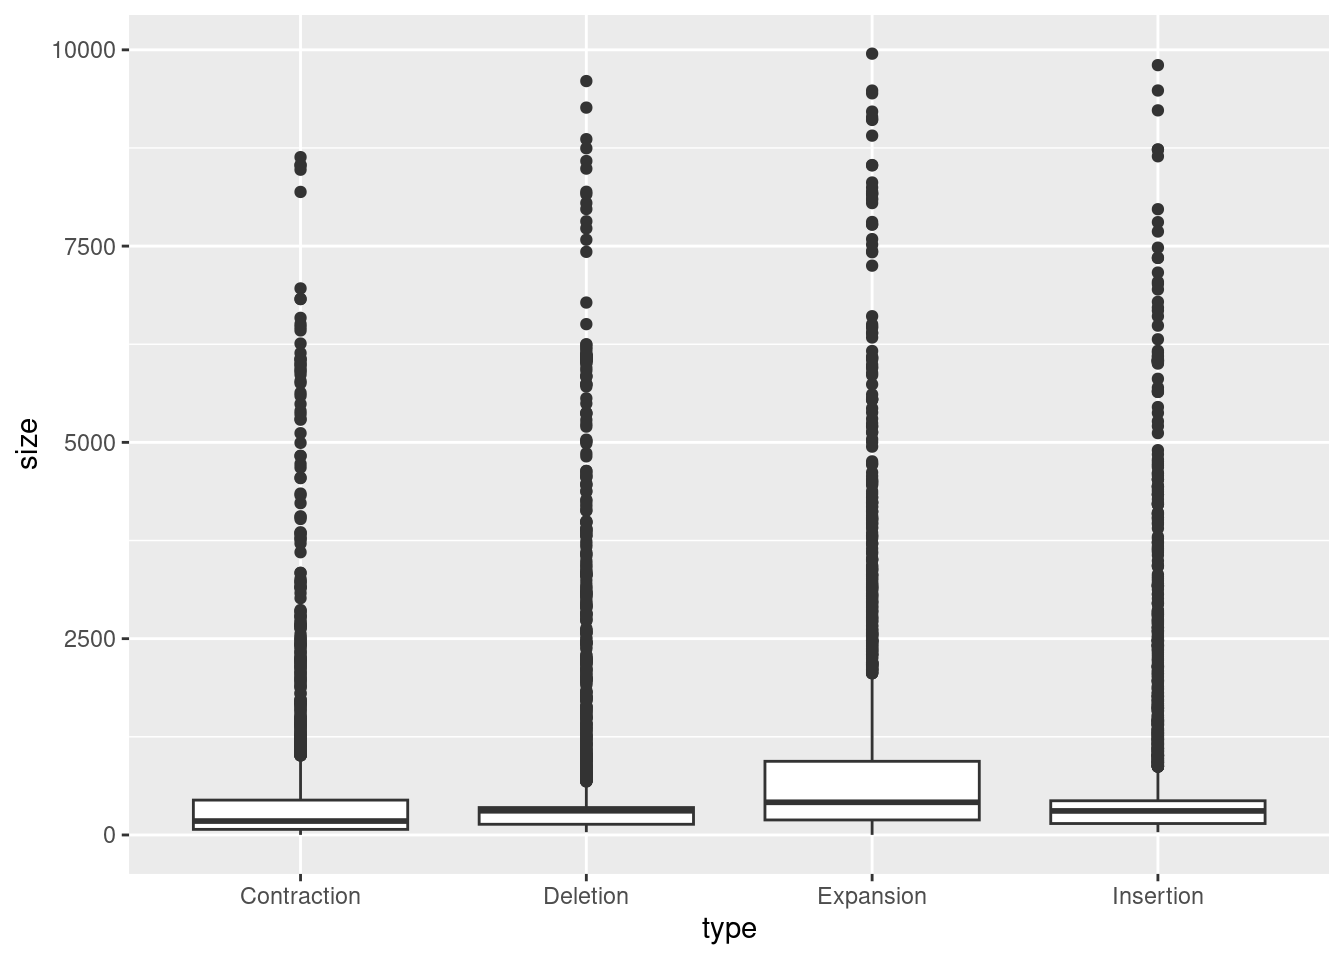 10000
7500
5000
2500
0
size
Contraction
Deletion
Expansion
Insertion
type